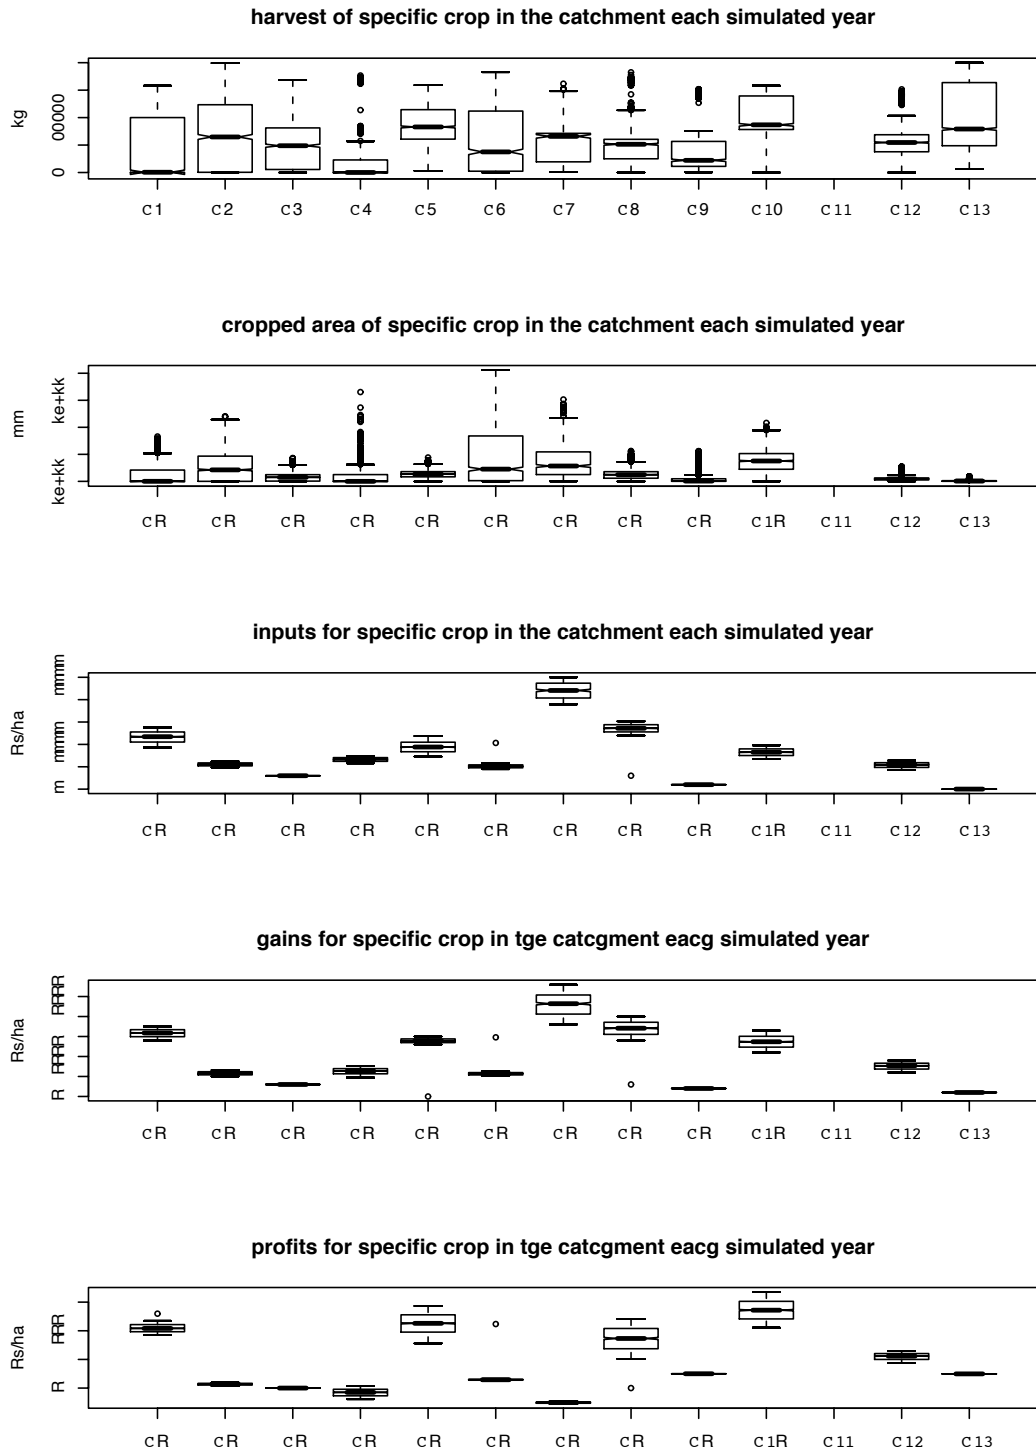 harvest of specific crop in the catchment each simulated year
kg
00000
0
c1 c2 c3 c4 c5 c6 c7 c8 c9 c10 c11 c12 c13
cropped area of specific crop in the catchment each simulated year
mm
ke+kk
ke+kk
cR cR cR cR cR cR cR cR cR c1R c11 c12 c13
inputs for specific crop in the catchment each simulated year
Rs/ha
m
cR cR cR cR cR cR cR cR cR c1R c11 c12 c13
gains for specific crop in tge catcgment eacg simulated year
Rs/ha
R
cR cR cR cR cR cR cR cR cR c1R c11 c12 c13
profits for specific crop in tge catcgment eacg simulated year
Rs/ha
R
cR cR cR cR cR cR cR cR cR c1R c11 c12 c13